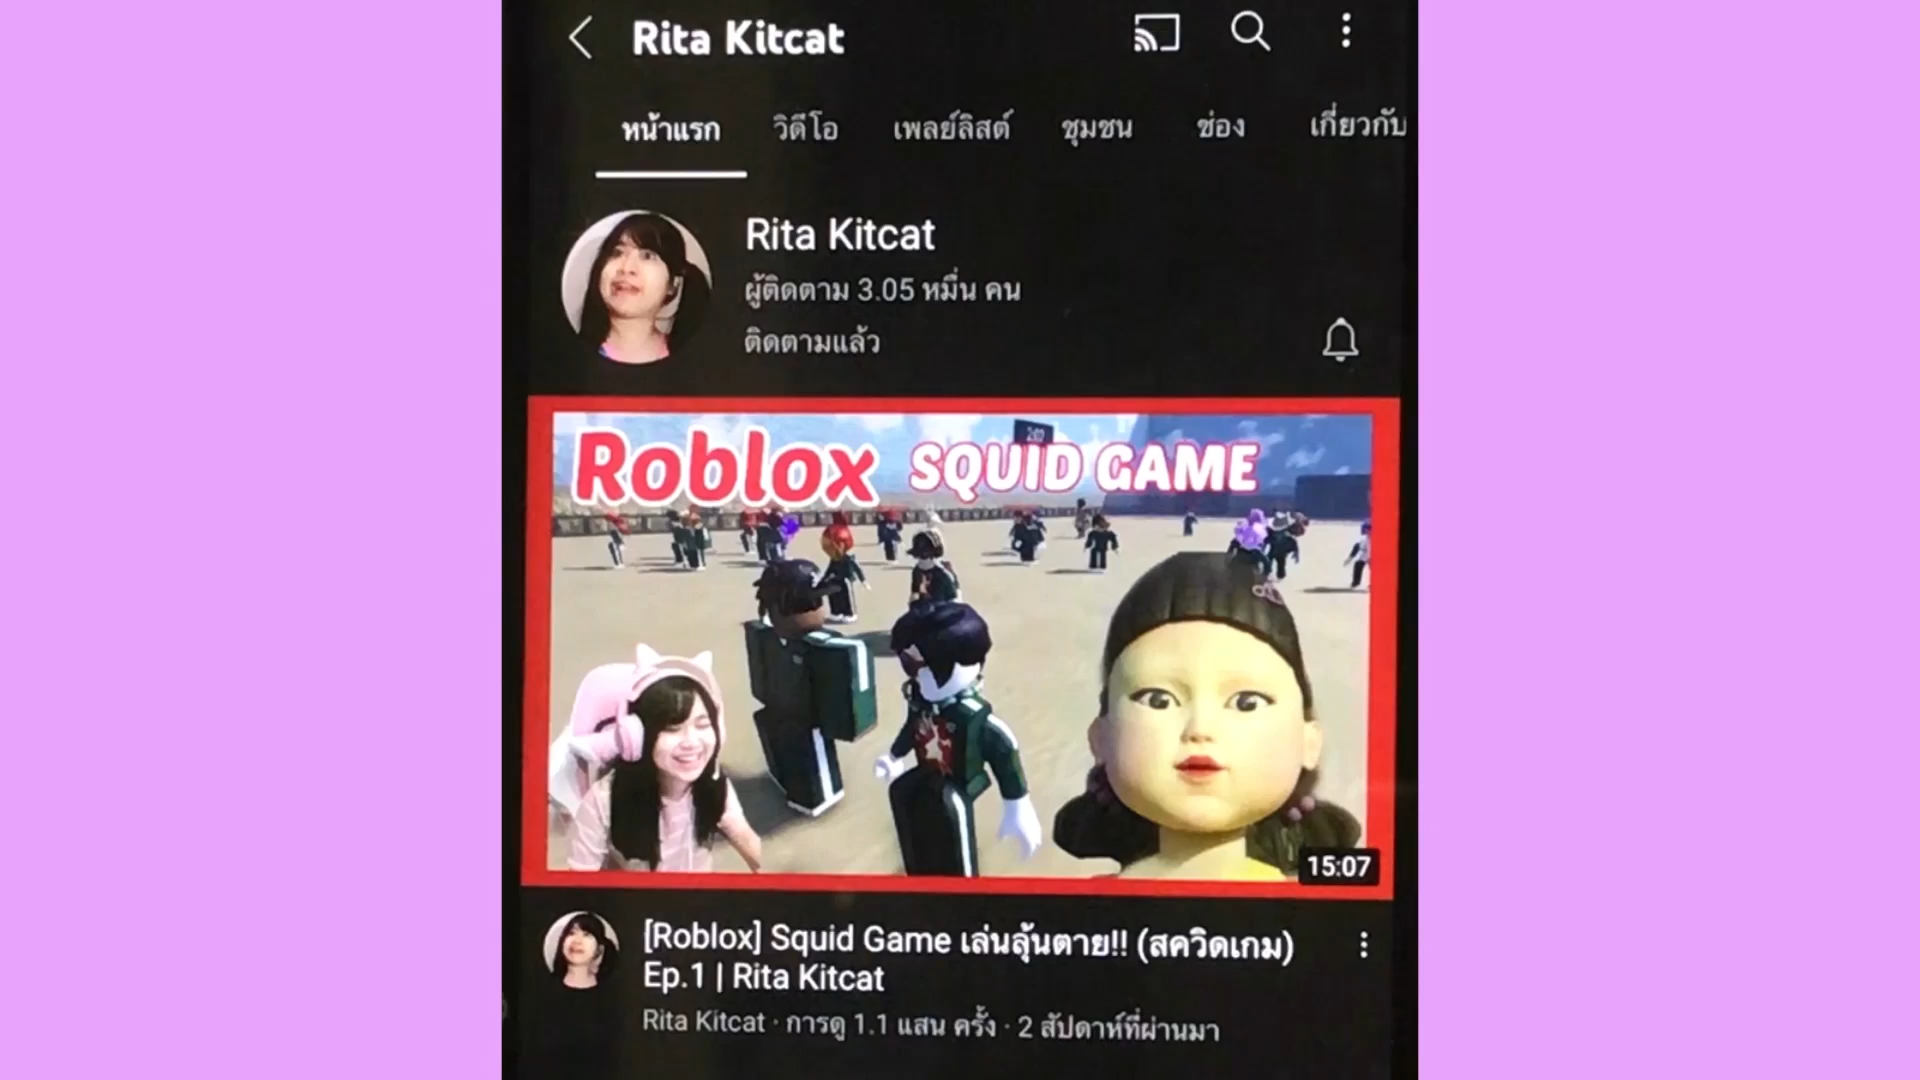 Rita Kitcat
หน้าแรก วิดีโอ เพลย์ลิสต์ ชุมชน ช่อง เกี่ยวกับ
Rita Kitcat
ผู้ติดตาม 3.05 หมื่น คน
ติดตามแล้ว
2:02
Roblox SQUID GAME
15:07
[Roblox] Squid Game เล่นลุ้นตาย!! (สควิดเกม)
Ep.1 | Rita Kitcat
Rita Kitcat · การดู 1.1 แสน ครั้ง · 2 สัปดาห์ที่ผ่านมา